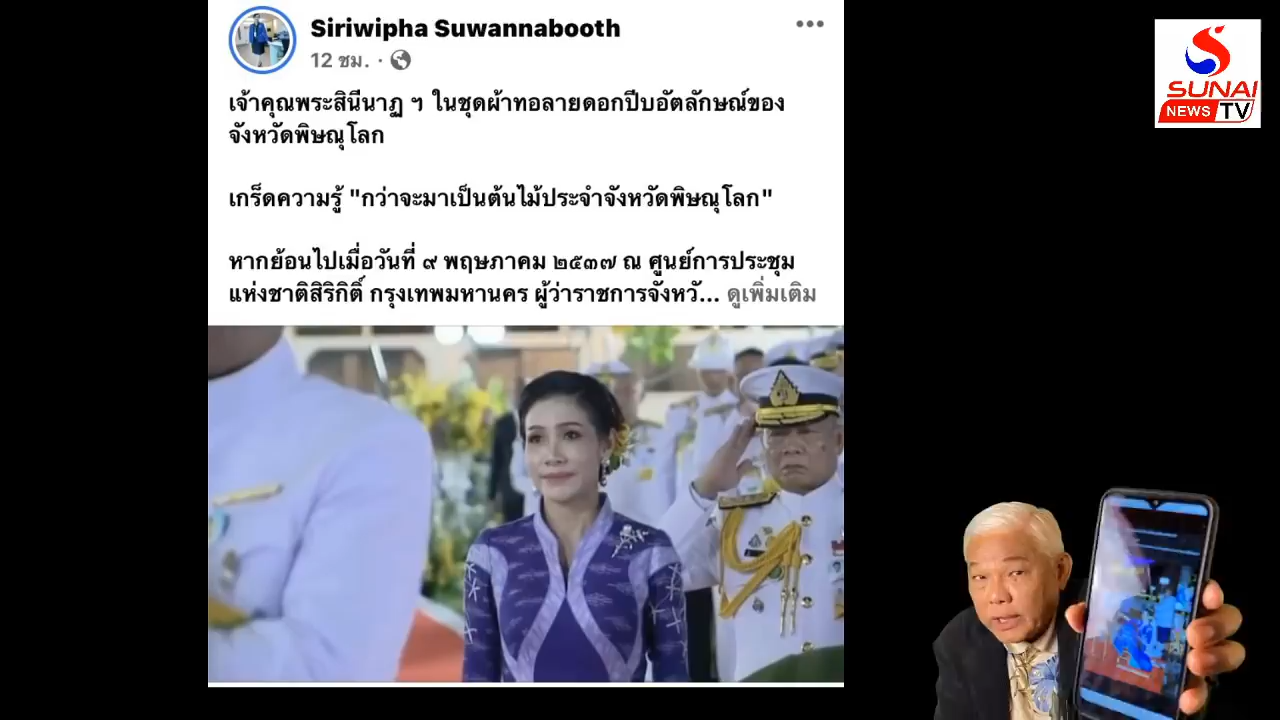 Siriwipha Suwannabooth
12 ชม. ·
เจ้าคุณพระสินีนาฏ ฯ ในชุดผ้าทอลายดอกปีบอัตลักษณ์ของ
จังหวัดพิษณุโลก
เกร็ดความรู้ "กว่าจะมาเป็นต้นไม้ประจำจังหวัดพิษณุโลก"
หากย้อนไปเมื่อวันที่ ๙ พฤษภาคม ๒๕๓๗ ณ ศูนย์การประชุม
แห่งชาติสิริกิติ์ กรุงเทพมหานคร ผู้ว่าราชการจังหวั... ดูเพิ่มเติม
SUNAI
NEWS TV